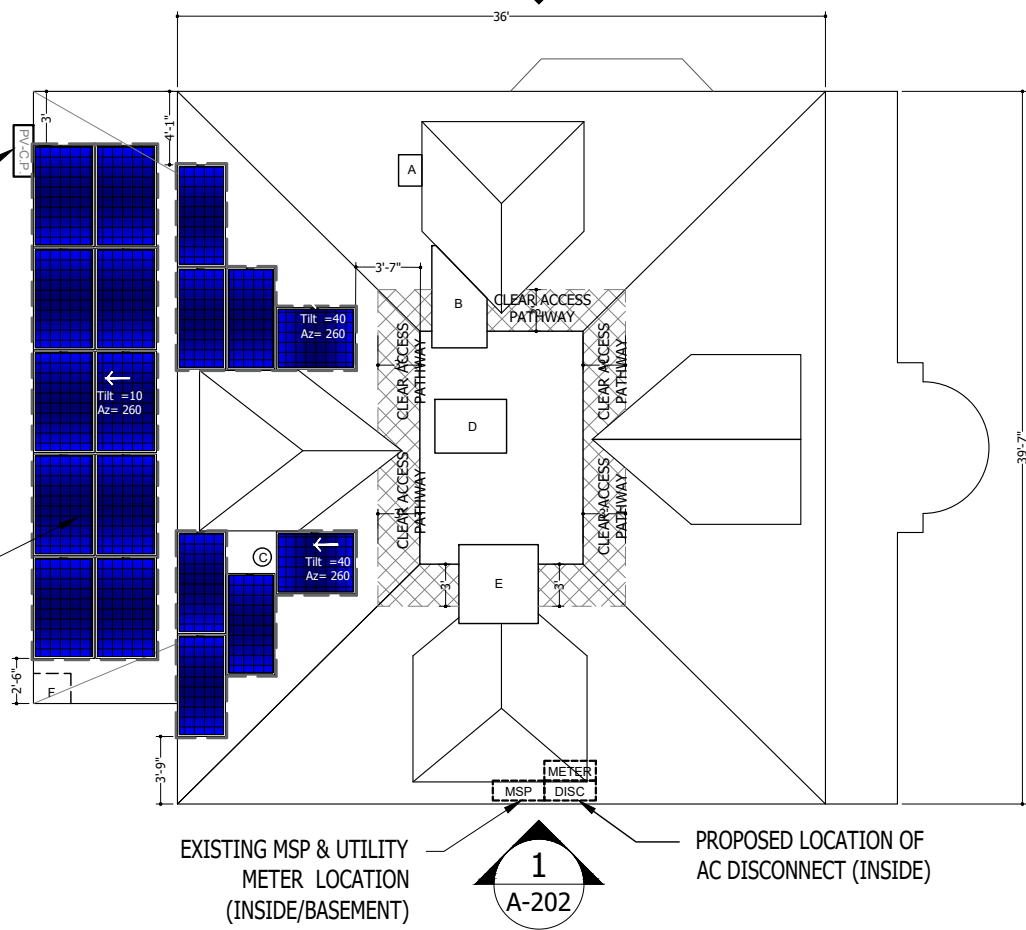 36'
3'
4'-1"
PV-C.P.
A
3'-7"
B
CLEAR ACCESS
PATHWAY
3'
Tilt =40
Az= 260
CLEAR ACCESS
PATHWAY
CLEAR ACCESS
PATHWAY
Tilt =10
Az= 260
D
CLEAR ACCESS
PATHWAY
CLEAR ACCESS
PATHWAY
39'-7"
C
Tilt =40
Az= 260
E
3'
3'
2'-6"
F
3'-9"
METER
MSP
DISC
EXISTING MSP & UTILITY
METER LOCATION
(INSIDE/BASEMENT)
1
A-202
PROPOSED LOCATION OF
AC DISCONNECT (INSIDE)